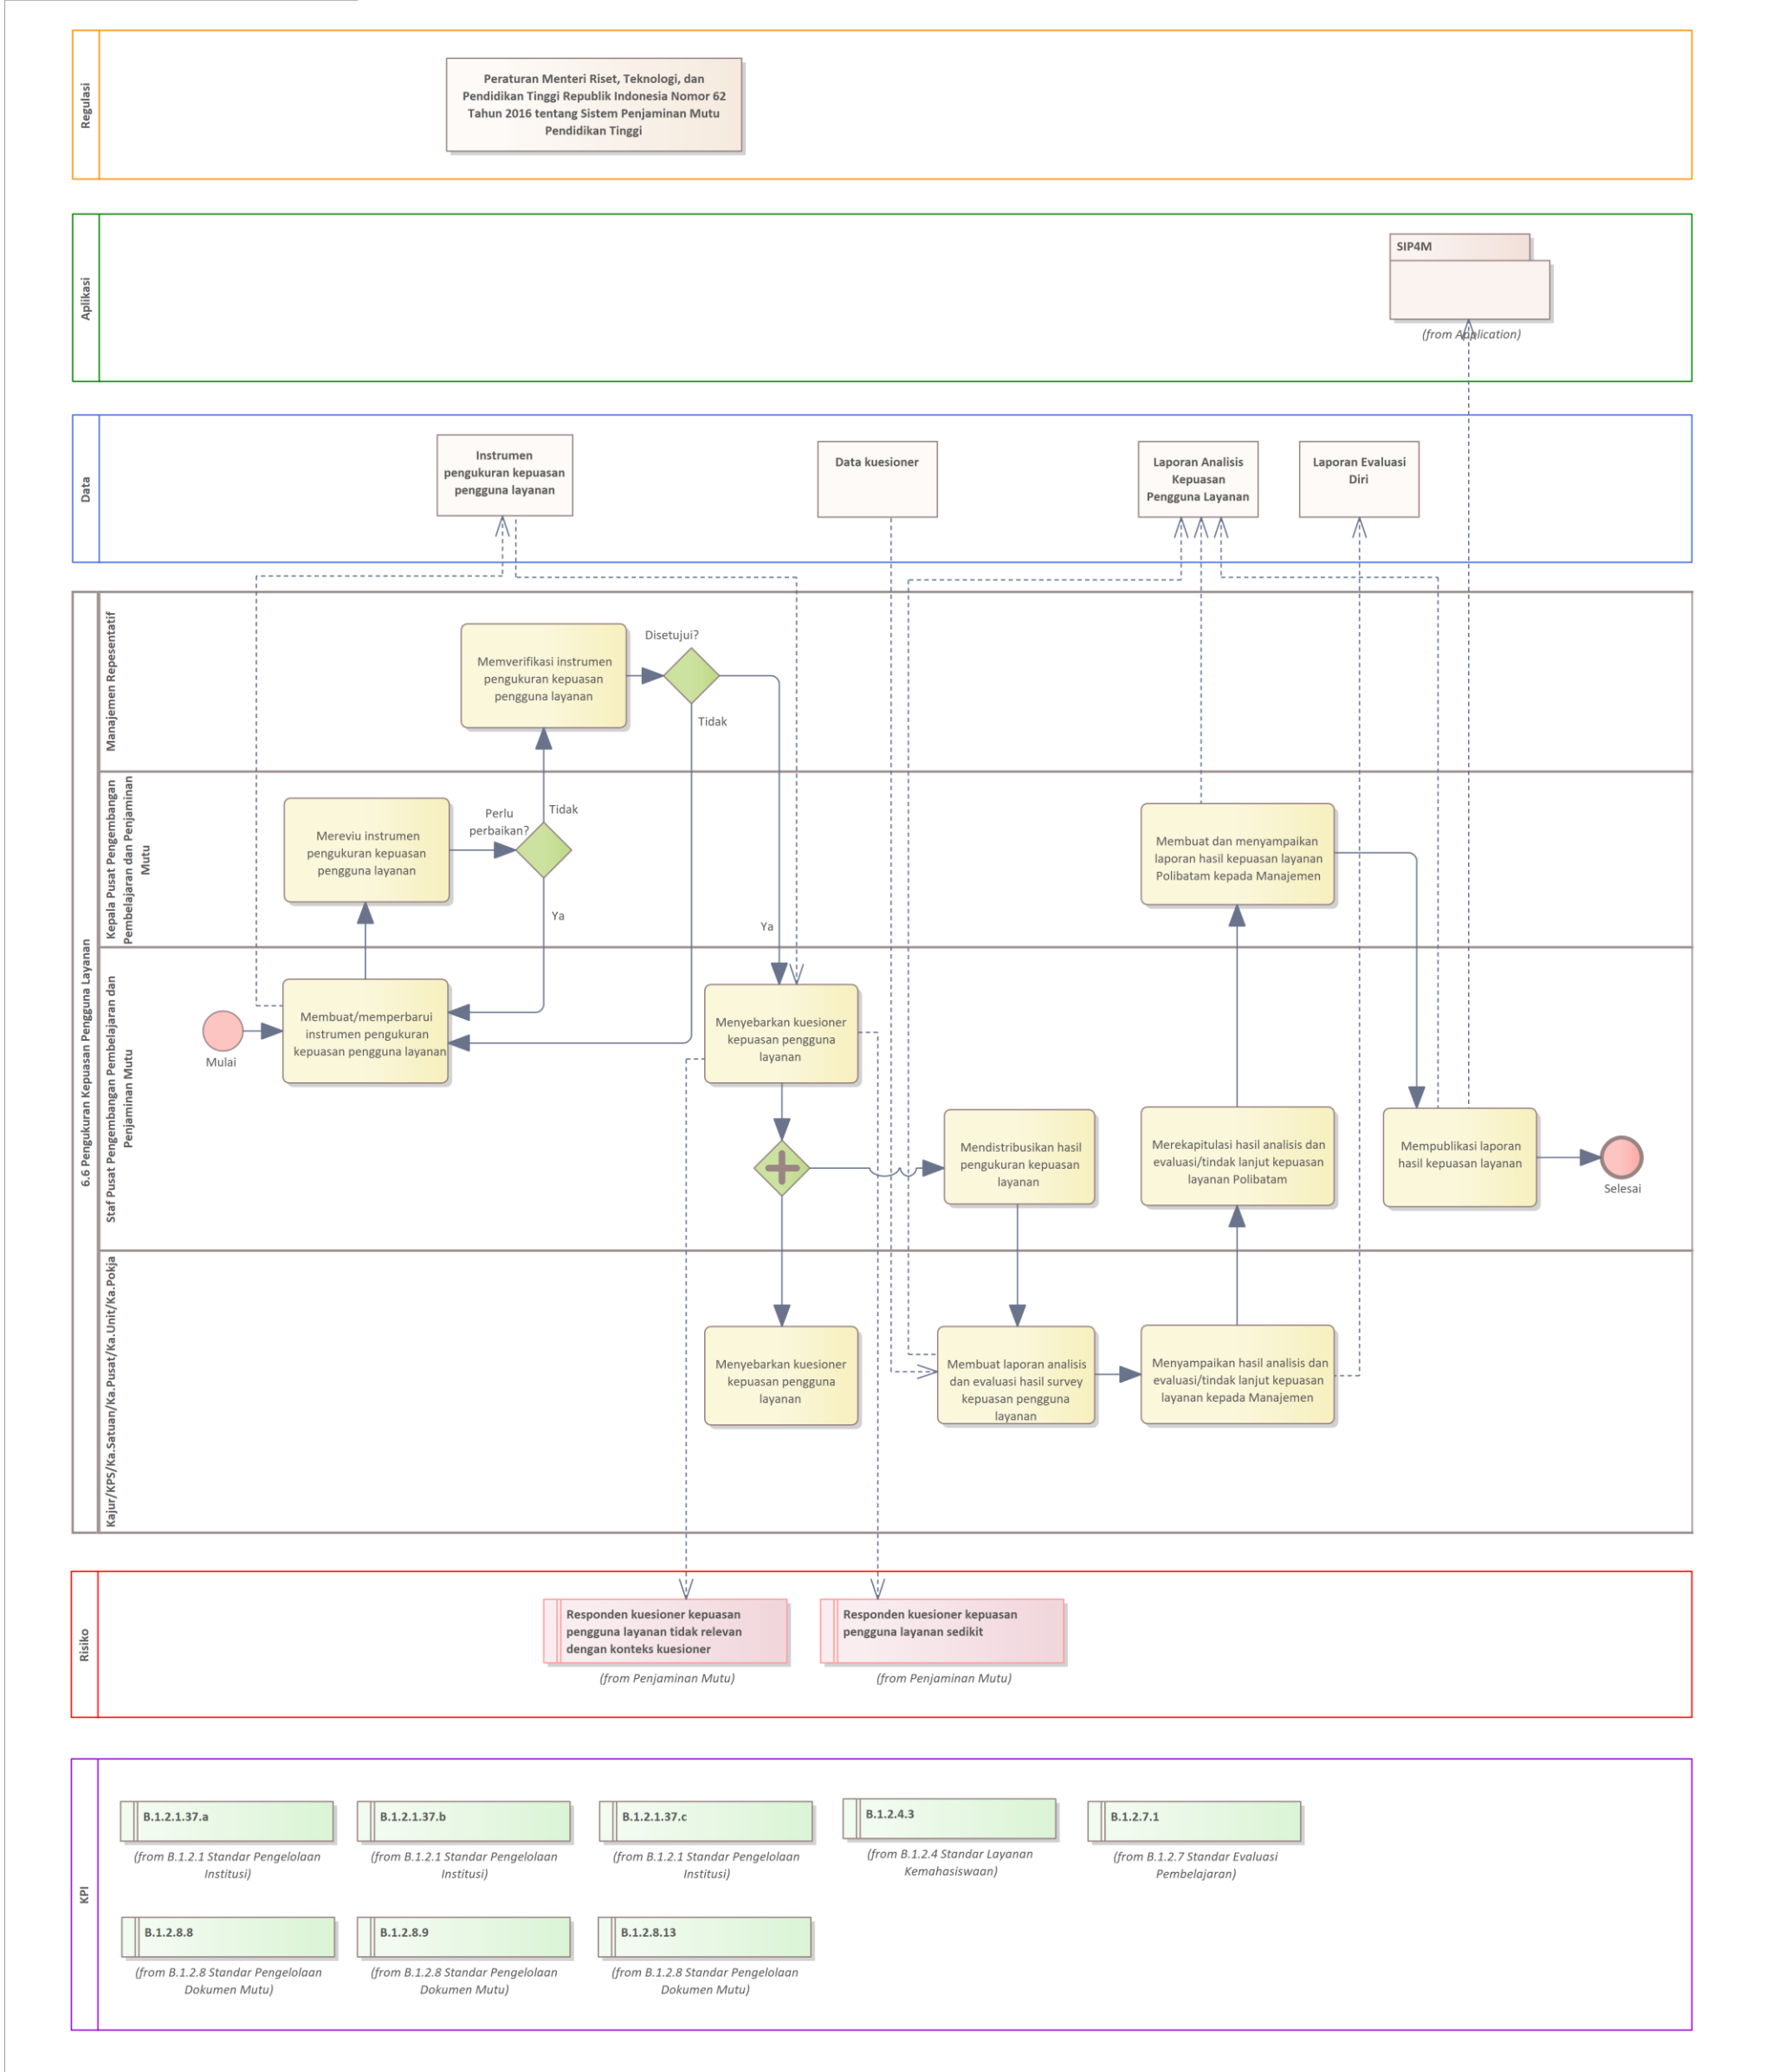 Regulasi
Peraturan Menteri Riset, Teknologi, dan
Pendidikan Tinggi Republik Indonesia Nomor 62
Tahun 2016 tentang Sistem Penjaminan Mutu
Pendidikan Tinggi
Aplikasi
SIP4M
(from Application)
Data
Instrumen
pengukuran kepuasan
pengguna layanan
Data kuesioner
Laporan Analisis
Kepuasan
Pengguna Layanan
Laporan Evaluasi
Diri
6.6 Pengukuran Kepuasan Pengguna Layanan
Manajemen Repesentatif
Memverifikasi instrumen
pengukuran kepuasan
pengguna layanan
Disetujui?
Tidak
Kepala Pusat Pengembangan
Pembelajaran dan Penjaminan
Mutu
Mereviu instrumen
pengukuran kepuasan
pengguna layanan
Perlu
perbaikan?
Tidak
Ya
Ya
Membuat dan menyampaikan
laporan hasil kepuasan layanan
Polibatam kepada Manajemen
Staf Pusat Pengembangan Pembelajaran dan
Penjaminan Mutu
Mulai
Membuat/memperbarui
instrumen pengukuran
kepuasan pengguna layanan
Menyebarkan kuesioner
kepuasan pengguna
layanan
Mendistribusikan hasil
pengukuran kepuasan
layanan
Merekapitulasi hasil analisis dan
evaluasi/tindak lanjut kepuasan
layanan Polibatam
Mempublikasi laporan
hasil kepuasan layanan
Selesai
Kajur/KPS/Ka.Satuan/Ka.Pusat/Ka.Unit/Ka.Pokja
Menyebarkan kuesioner
kepuasan pengguna
layanan
Membuat laporan analisis
dan evaluasi hasil survey
kepuasan pengguna
layanan
Menyampaikan hasil analisis dan
evaluasi/tindak lanjut kepuasan
layanan kepada Manajemen
Risiko
Responden kuesioner kepuasan
pengguna layanan tidak relevan
dengan konteks kuesioner
(from Penjaminan Mutu)
Responden kuesioner kepuasan
pengguna layanan sedikit
(from Penjaminan Mutu)
KPI
B.1.2.1.37.a
(from B.1.2.1 Standar Pengelolaan
Institusi)
B.1.2.1.37.b
(from B.1.2.1 Standar Pengelolaan
Institusi)
B.1.2.1.37.c
(from B.1.2.1 Standar Pengelolaan
Institusi)
B.1.2.4.3
(from B.1.2.4 Standar Layanan
Kemahasiswaan)
B.1.2.7.1
(from B.1.2.7 Standar Evaluasi
Pembelajaran)
B.1.2.8.8
(from B.1.2.8 Standar Pengelolaan
Dokumen Mutu)
B.1.2.8.9
(from B.1.2.8 Standar Pengelolaan
Dokumen Mutu)
B.1.2.8.13
(from B.1.2.8 Standar Pengelolaan
Dokumen Mutu)